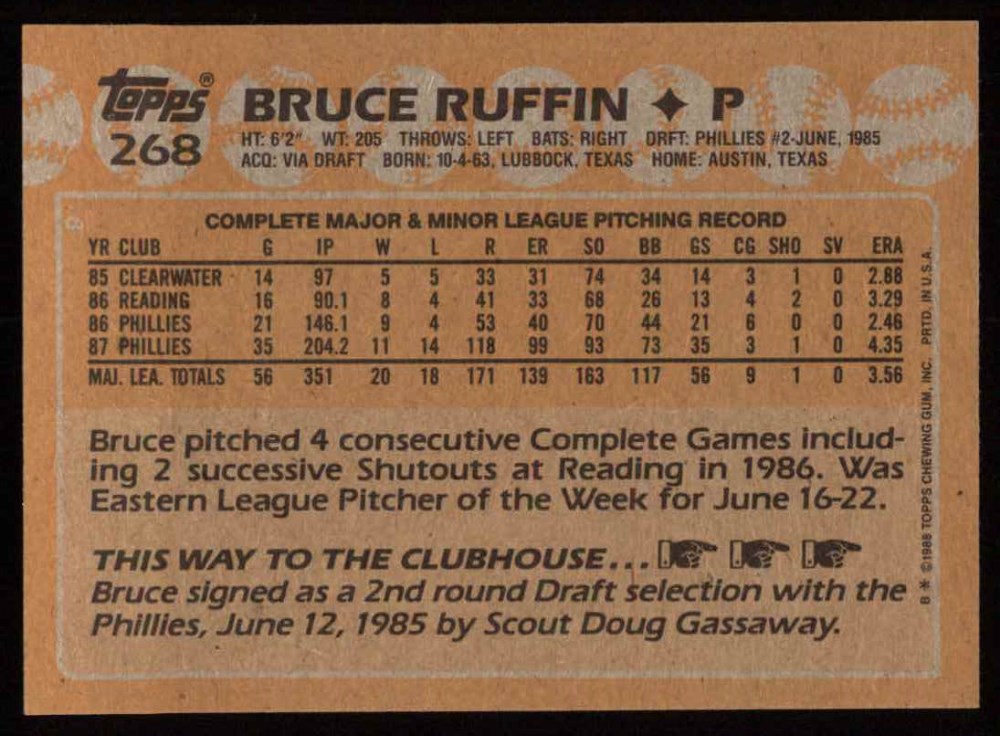 topps®
268
BRUCE RUFFIN ✦ P
HT: 6'2" WT: 205 THROWS: LEFT BATS: RIGHT DRFT: PHILLIES #2-JUNE, 1985
ACQ: VIA DRAFT BORN: 10-4-63, LUBBOCK, TEXAS HOME: AUSTIN, TEXAS
COMPLETE MAJOR & MINOR LEAGUE PITCHING RECORD
YR CLUB G IP W L R ER SO BB GS CG SHO SV ERA
85 CLEARWATER 14 97 5 5 33 31 74 34 14 3 1 0 2.88
86 READING 16 90.1 8 4 41 33 68 26 13 4 2 0 3.29
86 PHILLIES 21 146.1 9 4 53 40 70 44 21 6 0 0 2.46
87 PHILLIES 35 204.2 11 14 118 99 93 73 35 3 1 0 4.35
MAJ. LEA. TOTALS 56 351 20 18 171 139 163 117 56 9 1 0 3.56
Bruce pitched 4 consecutive Complete Games includ-
ing 2 successive Shutouts at Reading in 1986. Was
Eastern League Pitcher of the Week for June 16-22.
THIS WAY TO THE CLUBHOUSE...
Bruce signed as a 2nd round Draft selection with the
Phillies, June 12, 1985 by Scout Doug Gassaway.
B * ©1988 TOPPS CHEWING GUM, INC. PRTD. IN U.S.A.